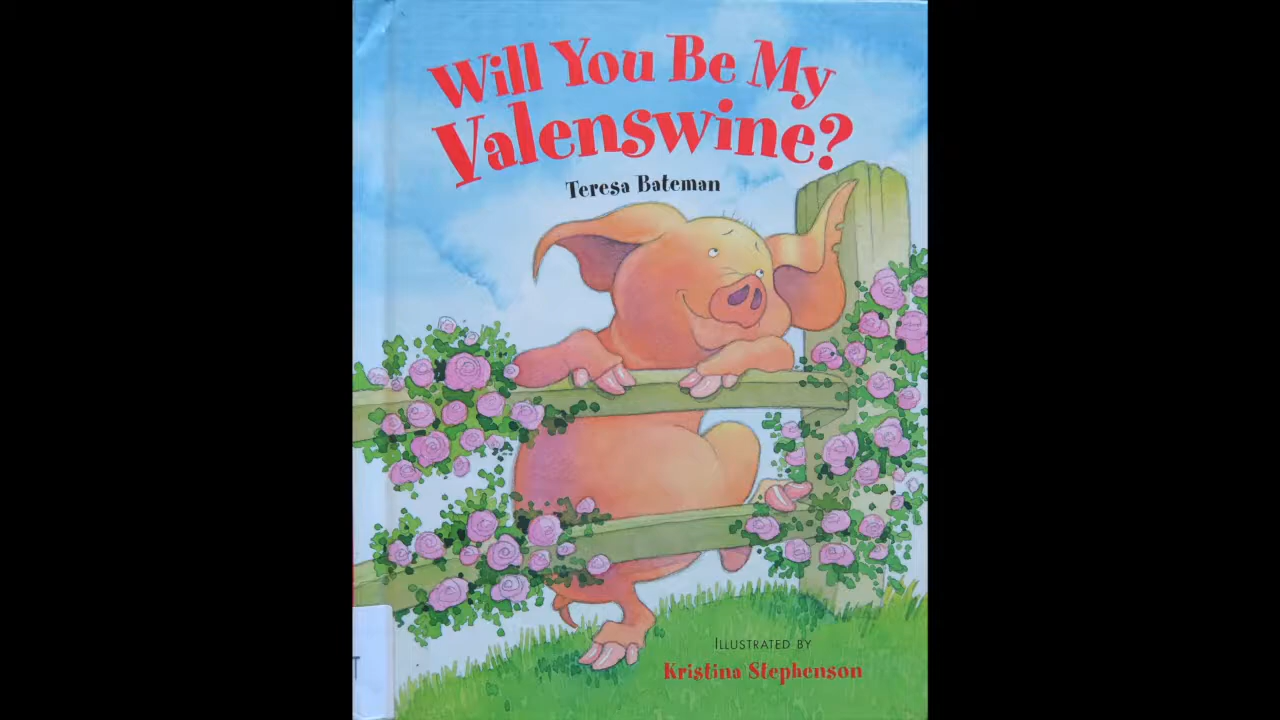 Will You Be My
Valenswine?
Teresa Bateman
ILLUSTRATED BY
Kristina Stephenson
T